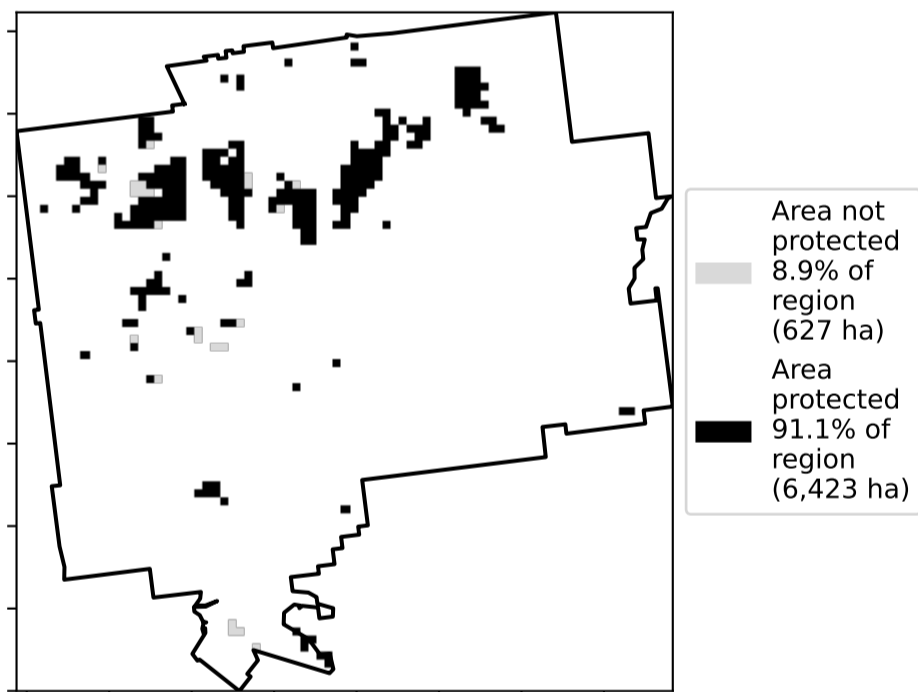 Area not
protected
8.9% of
region
(627 ha)
Area
protected
91.1% of
region
(6,423 ha)